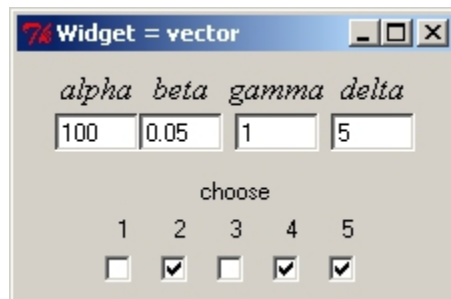 Widget = vector
alpha beta gamma delta
100 0.05 1 5
choose
1 2 3 4 5